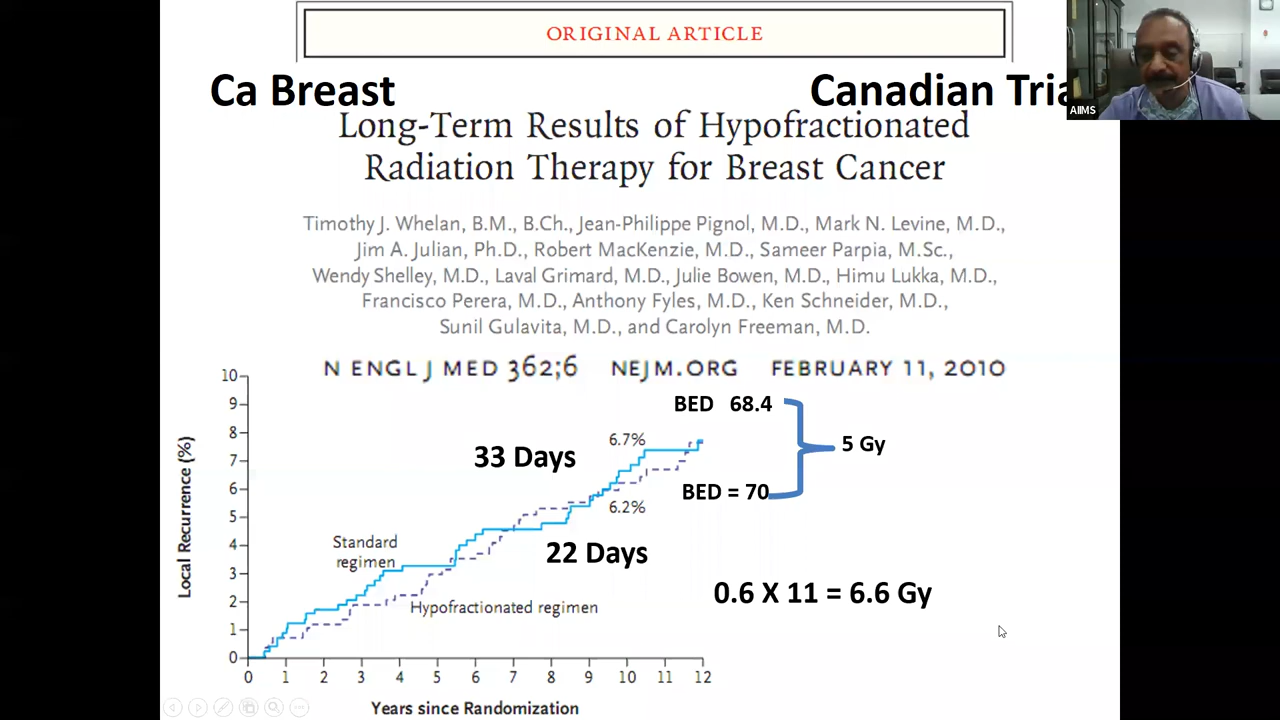 ORIGINAL ARTICLE
Ca Breast
Canadian Tria
AIIMS
Long-Term Results of Hypofractionated
Radiation Therapy for Breast Cancer
Timothy J. Whelan, B.M., B.Ch., Jean-Philippe Pignol, M.D., Mark N. Levine, M.D.,
Jim A. Julian, Ph.D., Robert MacKenzie, M.D., Sameer Parpia, M.Sc.,
Wendy Shelley, M.D., Laval Grimard, M.D., Julie Bowen, M.D., Himu Lukka, M.D.,
Francisco Perera, M.D., Anthony Fyles, M.D., Ken Schneider, M.D.,
Sunil Gulavita, M.D., and Carolyn Freeman, M.D.
N ENGL J MED 362;6 NEJM.ORG FEBRUARY 11, 2010
BED 68.4
5 Gy
BED = 70
33 Days
22 Days
0.6 X 11 = 6.6 Gy
6.7%
6.2%
Standard
regimen
Hypofractionated regimen
Local Recurrence (%)
10
9
8
7
6
5
4
3
2
1
0
0 1 2 3 4 5 6 7 8 9 10 11 12
Years since Randomization